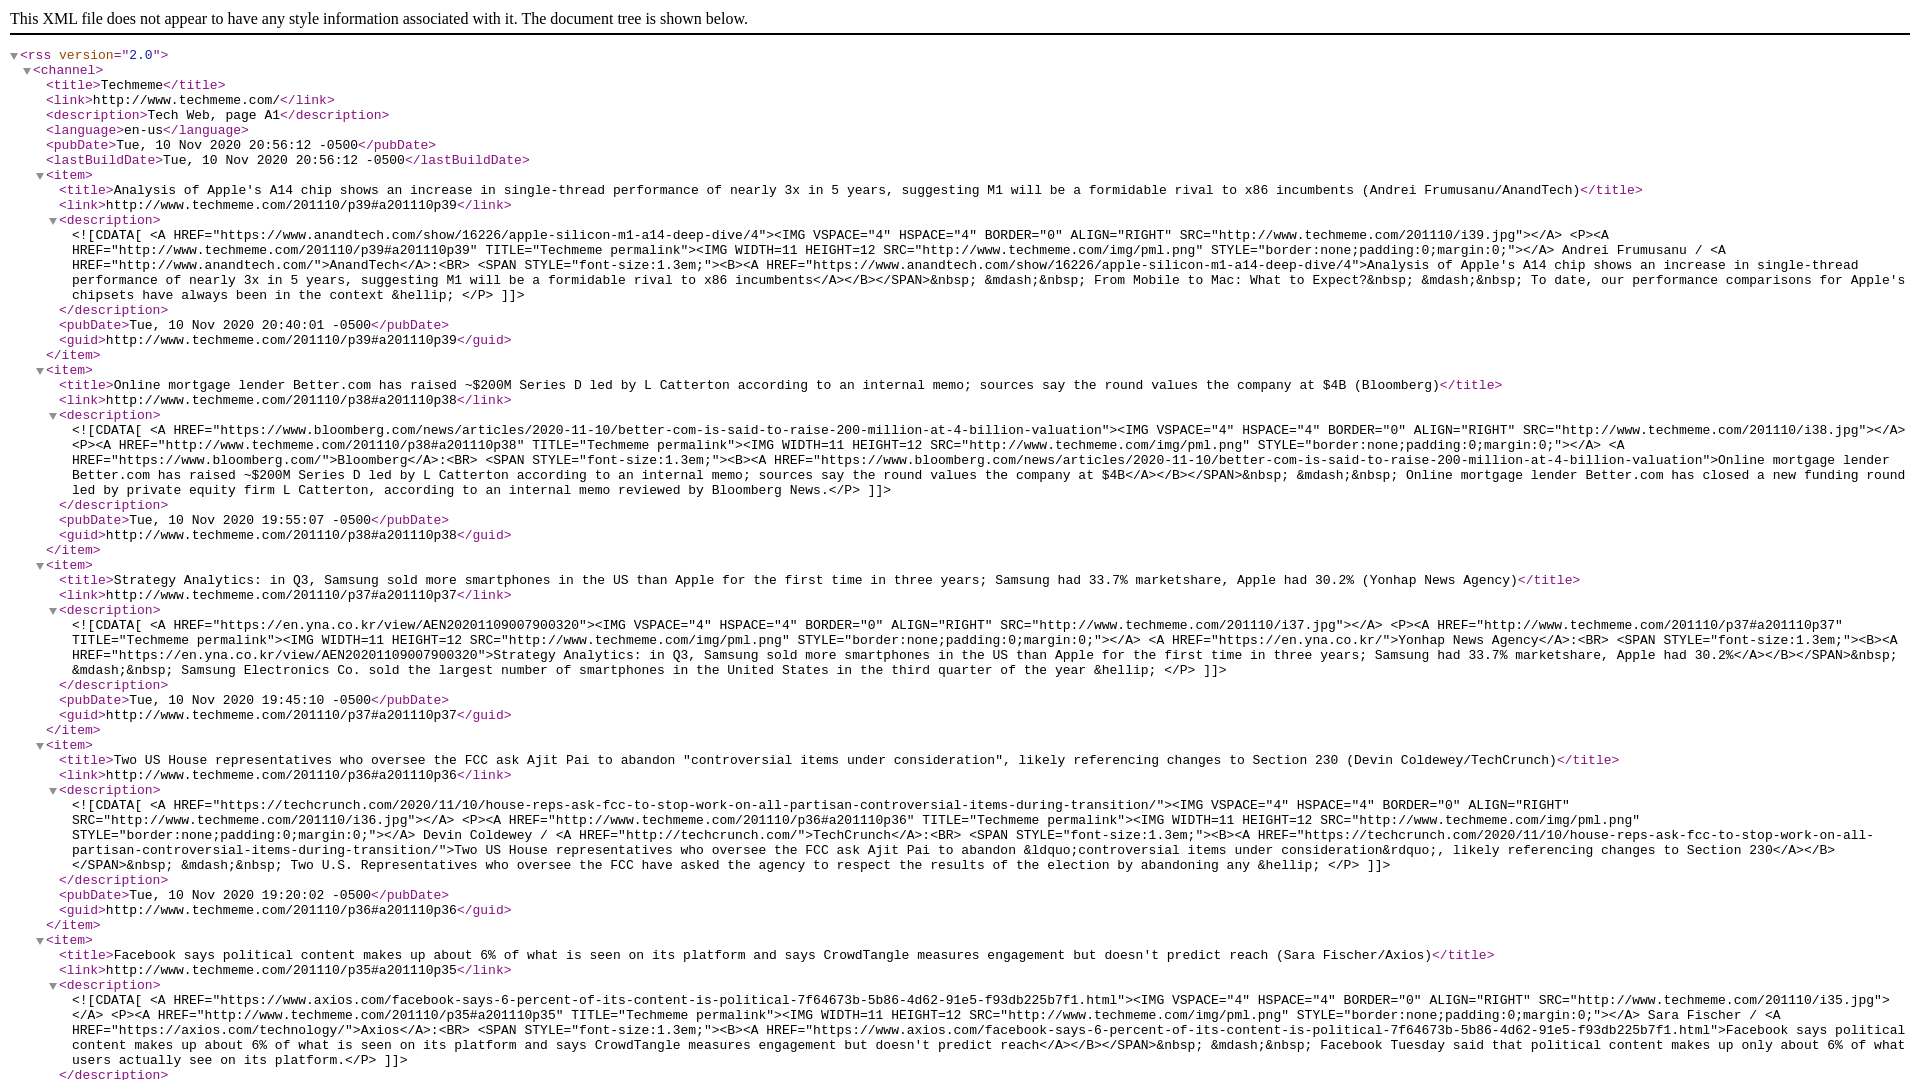 This XML file does not appear to have any style information associated with it. The document tree is shown below.
<rss version="2.0">
<channel>
<title>Techmeme</title>
<link>http://www.techmeme.com/</link>
<description>Tech Web, page A1</description>
<language>en-us</language>
<pubDate>Tue, 10 Nov 2020 20:56:12 -0500</pubDate>
<lastBuildDate>Tue, 10 Nov 2020 20:56:12 -0500</lastBuildDate>
<item>
<title>Analysis of Apple's A14 chip shows an increase in single-thread performance of nearly 3x in 5 years, suggesting M1 will be a formidable rival to x86 incumbents (Andrei Frumusanu/AnandTech)</title>
<link>http://www.techmeme.com/201110/p39#a201110p39</link>
<description>
<![CDATA[ <A HREF="https://www.anandtech.com/show/16226/apple-silicon-m1-a14-deep-dive/4"><IMG VSPACE="4" HSPACE="4" BORDER="0" ALIGN="RIGHT" SRC="http://www.techmeme.com/201110/i39.jpg"></A> <P><A
HREF="http://www.techmeme.com/201110/p39#a201110p39" TITLE="Techmeme permalink"><IMG WIDTH=11 HEIGHT=12 SRC="http://www.techmeme.com/img/pml.png" STYLE="border:none;padding:0;margin:0;"></A> Andrei Frumusanu / <A
HREF="http://www.anandtech.com/">AnandTech</A>:<BR> <SPAN STYLE="font-size:1.3em;"><B><A HREF="https://www.anandtech.com/show/16226/apple-silicon-m1-a14-deep-dive/4">Analysis of Apple's A14 chip shows an increase in single-thread
performance of nearly 3x in 5 years, suggesting M1 will be a formidable rival to x86 incumbents</A></B></SPAN>&nbsp; &mdash;&nbsp; From Mobile to Mac: What to Expect?&nbsp; &mdash;&nbsp; To date, our performance comparisons for Apple's
chipsets have always been in the context &hellip; </P> ]]>
</description>
<pubDate>Tue, 10 Nov 2020 20:40:01 -0500</pubDate>
<guid>http://www.techmeme.com/201110/p39#a201110p39</guid>
</item>
<item>
<title>Online mortgage lender Better.com has raised ~$200M Series D led by L Catterton according to an internal memo; sources say the round values the company at $4B (Bloomberg)</title>
<link>http://www.techmeme.com/201110/p38#a201110p38</link>
<description>
<![CDATA[ <A HREF="https://www.bloomberg.com/news/articles/2020-11-10/better-com-is-said-to-raise-200-million-at-4-billion-valuation"><IMG VSPACE="4" HSPACE="4" BORDER="0" ALIGN="RIGHT" SRC="http://www.techmeme.com/201110/i38.jpg"></A>
<P><A HREF="http://www.techmeme.com/201110/p38#a201110p38" TITLE="Techmeme permalink"><IMG WIDTH=11 HEIGHT=12 SRC="http://www.techmeme.com/img/pml.png" STYLE="border:none;padding:0;margin:0;"></A> <A
HREF="https://www.bloomberg.com/">Bloomberg</A>:<BR> <SPAN STYLE="font-size:1.3em;"><B><A HREF="https://www.bloomberg.com/news/articles/2020-11-10/better-com-is-said-to-raise-200-million-at-4-billion-valuation">Online mortgage lender
Better.com has raised ~$200M Series D led by L Catterton according to an internal memo; sources say the round values the company at $4B</A></B></SPAN>&nbsp; &mdash;&nbsp; Online mortgage lender Better.com has closed a new funding round
led by private equity firm L Catterton, according to an internal memo reviewed by Bloomberg News.</P> ]]>
</description>
<pubDate>Tue, 10 Nov 2020 19:55:07 -0500</pubDate>
<guid>http://www.techmeme.com/201110/p38#a201110p38</guid>
</item>
<item>
<title>Strategy Analytics: in Q3, Samsung sold more smartphones in the US than Apple for the first time in three years; Samsung had 33.7% marketshare, Apple had 30.2% (Yonhap News Agency)</title>
<link>http://www.techmeme.com/201110/p37#a201110p37</link>
<description>
<![CDATA[ <A HREF="https://en.yna.co.kr/view/AEN20201109007900320"><IMG VSPACE="4" HSPACE="4" BORDER="0" ALIGN="RIGHT" SRC="http://www.techmeme.com/201110/i37.jpg"></A> <P><A HREF="http://www.techmeme.com/201110/p37#a201110p37"
TITLE="Techmeme permalink"><IMG WIDTH=11 HEIGHT=12 SRC="http://www.techmeme.com/img/pml.png" STYLE="border:none;padding:0;margin:0;"></A> <A HREF="https://en.yna.co.kr/">Yonhap News Agency</A>:<BR> <SPAN STYLE="font-size:1.3em;"><B><A
HREF="https://en.yna.co.kr/view/AEN20201109007900320">Strategy Analytics: in Q3, Samsung sold more smartphones in the US than Apple for the first time in three years; Samsung had 33.7% marketshare, Apple had 30.2%</A></B></SPAN>&nbsp;
&mdash;&nbsp; Samsung Electronics Co. sold the largest number of smartphones in the United States in the third quarter of the year &hellip; </P> ]]>
</description>
<pubDate>Tue, 10 Nov 2020 19:45:10 -0500</pubDate>
<guid>http://www.techmeme.com/201110/p37#a201110p37</guid>
</item>
<item>
<title>Two US House representatives who oversee the FCC ask Ajit Pai to abandon "controversial items under consideration", likely referencing changes to Section 230 (Devin Coldewey/TechCrunch)</title>
<link>http://www.techmeme.com/201110/p36#a201110p36</link>
<description>
<![CDATA[ <A HREF="https://techcrunch.com/2020/11/10/house-reps-ask-fcc-to-stop-work-on-all-partisan-controversial-items-during-transition/"><IMG VSPACE="4" HSPACE="4" BORDER="0" ALIGN="RIGHT"
SRC="http://www.techmeme.com/201110/i36.jpg"></A> <P><A HREF="http://www.techmeme.com/201110/p36#a201110p36" TITLE="Techmeme permalink"><IMG WIDTH=11 HEIGHT=12 SRC="http://www.techmeme.com/img/pml.png"
STYLE="border:none;padding:0;margin:0;"></A> Devin Coldewey / <A HREF="http://techcrunch.com/">TechCrunch</A>:<BR> <SPAN STYLE="font-size:1.3em;"><B><A HREF="https://techcrunch.com/2020/11/10/house-reps-ask-fcc-to-stop-work-on-all-
partisan-controversial-items-during-transition/">Two US House representatives who oversee the FCC ask Ajit Pai to abandon &ldquo;controversial items under consideration&rdquo;, likely referencing changes to Section 230</A></B>
</SPAN>&nbsp; &mdash;&nbsp; Two U.S. Representatives who oversee the FCC have asked the agency to respect the results of the election by abandoning any &hellip; </P> ]]>
</description>
<pubDate>Tue, 10 Nov 2020 19:20:02 -0500</pubDate>
<guid>http://www.techmeme.com/201110/p36#a201110p36</guid>
</item>
<item>
<title>Facebook says political content makes up about 6% of what is seen on its platform and says CrowdTangle measures engagement but doesn't predict reach (Sara Fischer/Axios)</title>
<link>http://www.techmeme.com/201110/p35#a201110p35</link>
<description>
<![CDATA[ <A HREF="https://www.axios.com/facebook-says-6-percent-of-its-content-is-political-7f64673b-5b86-4d62-91e5-f93db225b7f1.html"><IMG VSPACE="4" HSPACE="4" BORDER="0" ALIGN="RIGHT" SRC="http://www.techmeme.com/201110/i35.jpg">
</A> <P><A HREF="http://www.techmeme.com/201110/p35#a201110p35" TITLE="Techmeme permalink"><IMG WIDTH=11 HEIGHT=12 SRC="http://www.techmeme.com/img/pml.png" STYLE="border:none;padding:0;margin:0;"></A> Sara Fischer / <A
HREF="https://axios.com/technology/">Axios</A>:<BR> <SPAN STYLE="font-size:1.3em;"><B><A HREF="https://www.axios.com/facebook-says-6-percent-of-its-content-is-political-7f64673b-5b86-4d62-91e5-f93db225b7f1.html">Facebook says political
content makes up about 6% of what is seen on its platform and says CrowdTangle measures engagement but doesn't predict reach</A></B></SPAN>&nbsp; &mdash;&nbsp; Facebook Tuesday said that political content makes up only about 6% of what
users actually see on its platform.</P> ]]>
</description>